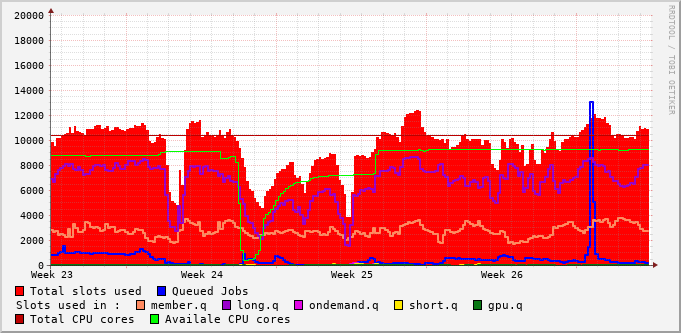 20000
18000
16000
14000
12000
10000
8000
6000
4000
2000
0
Week 23 Week 24 Week 25 Week 26
RRDTOOL / TOBI OETIKER
Total slots used Queued Jobs
Slots used in : member.q long.q ondemand.q short.q gpu.q
Total CPU cores Availale CPU cores